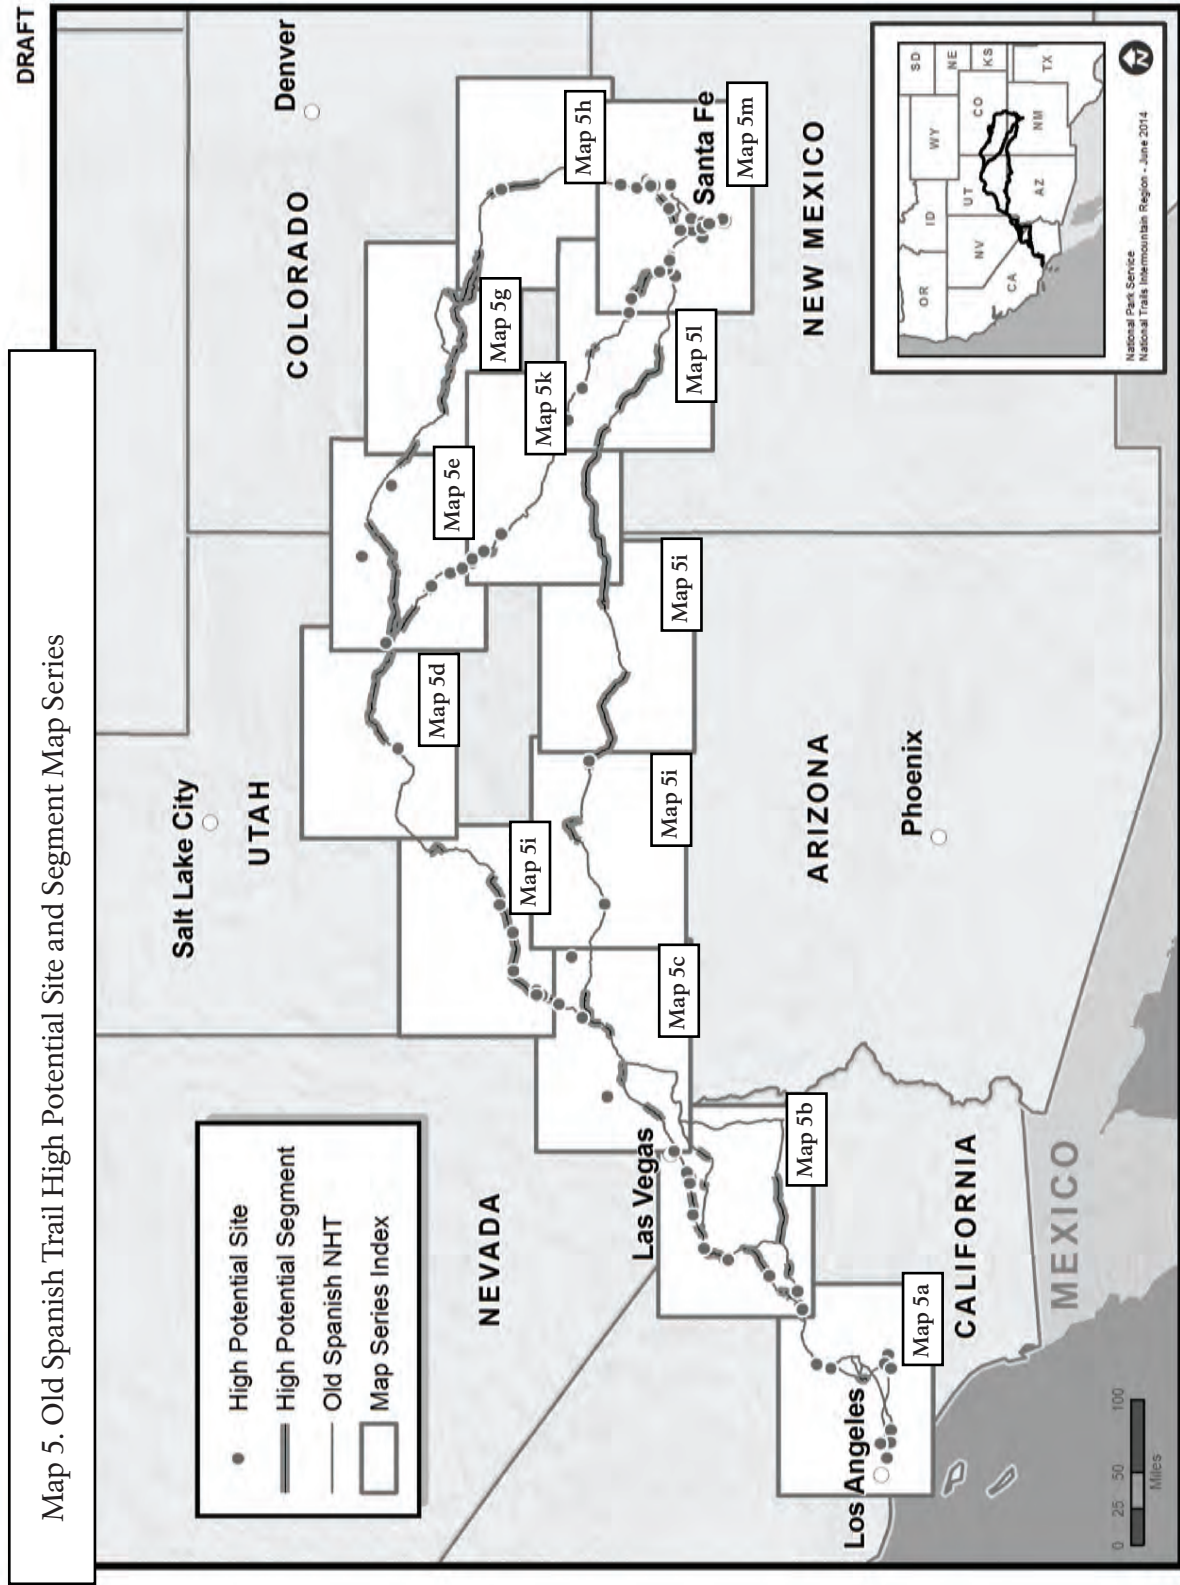 DRAFT
Map 5. Old Spanish Trail High Potential Site and Segment Map Series
High Potential Site
High Potential Segment
Old Spanish NHT
Map Series Index
Salt Lake City
UTAH
COLORADO
Denver
NEVADA
Las Vegas
Los Angeles
CALIFORNIA
MEXICO
ARIZONA
Phoenix
NEW MEXICO
Santa Fe
Map 5a
Map 5b
Map 5c
Map 5i
Map 5i
Map 5i
Map 5d
Map 5e
Map 5g
Map 5h
Map 5k
Map 5l
Map 5m
0 25 50 100
Miles
OR
ID
WY
SD
NE
KS
CO
UT
NV
CA
AZ
NM
TX
National Park Service
National Trails Intermountain Region - June 2014
N